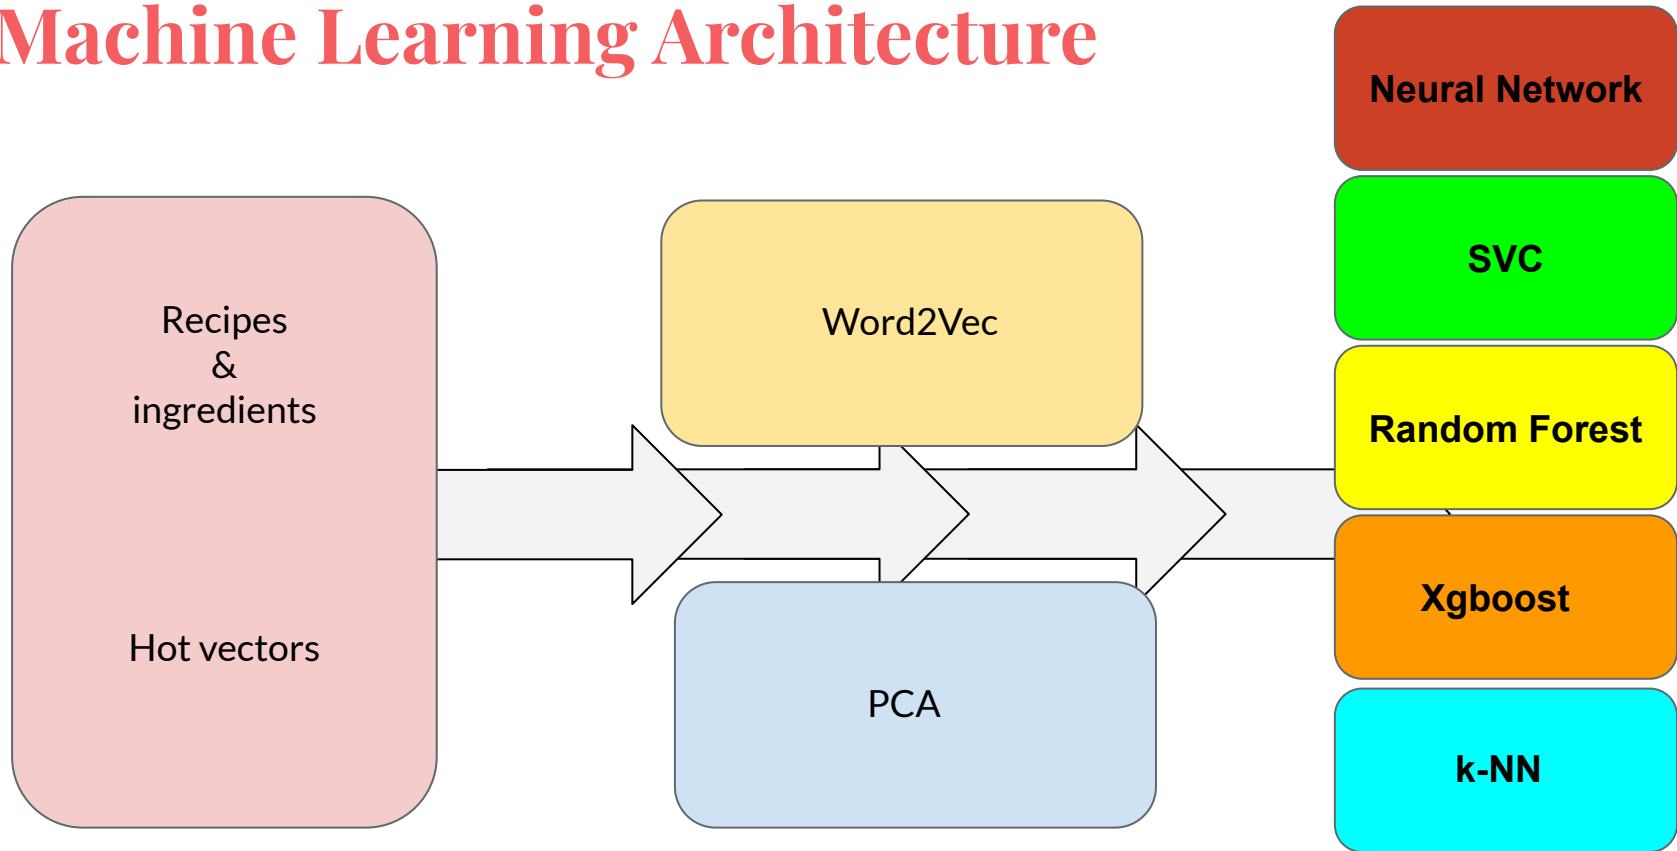 Machine Learning Architecture
Recipes
&
ingredients
Hot vectors
Word2Vec
PCA
Neural Network
SVC
Random Forest
Xgboost
k-NN